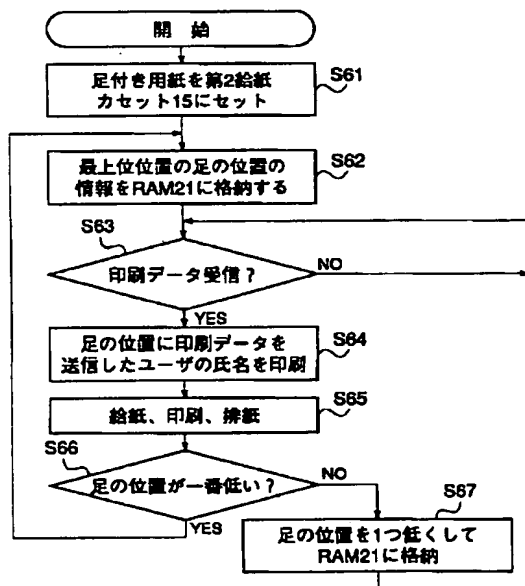 開 始
足付き用紙を第2給紙
カセット15にセット
S61
最上位位置の足の位置の
情報をRAM21に格納する
S62
S63
印刷データ受信?
NO
YES
足の位置に印刷データを
送信したユーザの氏名を印刷
S64
給紙、印刷、排紙
S65
S66
足の位置が一番低い?
NO
YES
S67
足の位置を1つ低くして
RAM21に格納